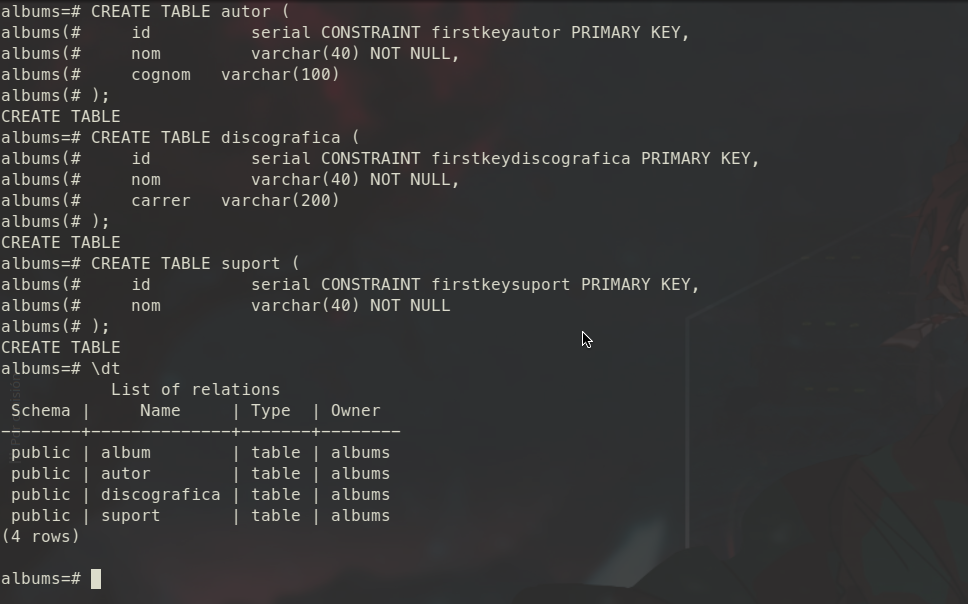 albums=# CREATE TABLE autor (
albums(#     id          serial CONSTRAINT firstkeyautor PRIMARY KEY,
albums(#     nom         varchar(40) NOT NULL,
albums(#     cognom   varchar(100)
albums(# );
CREATE TABLE
albums=# CREATE TABLE discografica (
albums(#     id          serial CONSTRAINT firstkeydiscografica PRIMARY KEY,
albums(#     nom         varchar(40) NOT NULL,
albums(#     carrer   varchar(200)
albums(# );
CREATE TABLE
albums=# CREATE TABLE suport (
albums(#     id          serial CONSTRAINT firstkeysuport PRIMARY KEY,
albums(#     nom         varchar(40) NOT NULL
albums(# );
CREATE TABLE
albums=# \dt
           List of relations
 Schema |     Name     | Type  | Owner
--------+--------------+-------+--------
 public | album        | table | albums
 public | autor        | table | albums
 public | discografica | table | albums
 public | suport       | table | albums
(4 rows)
albums=#